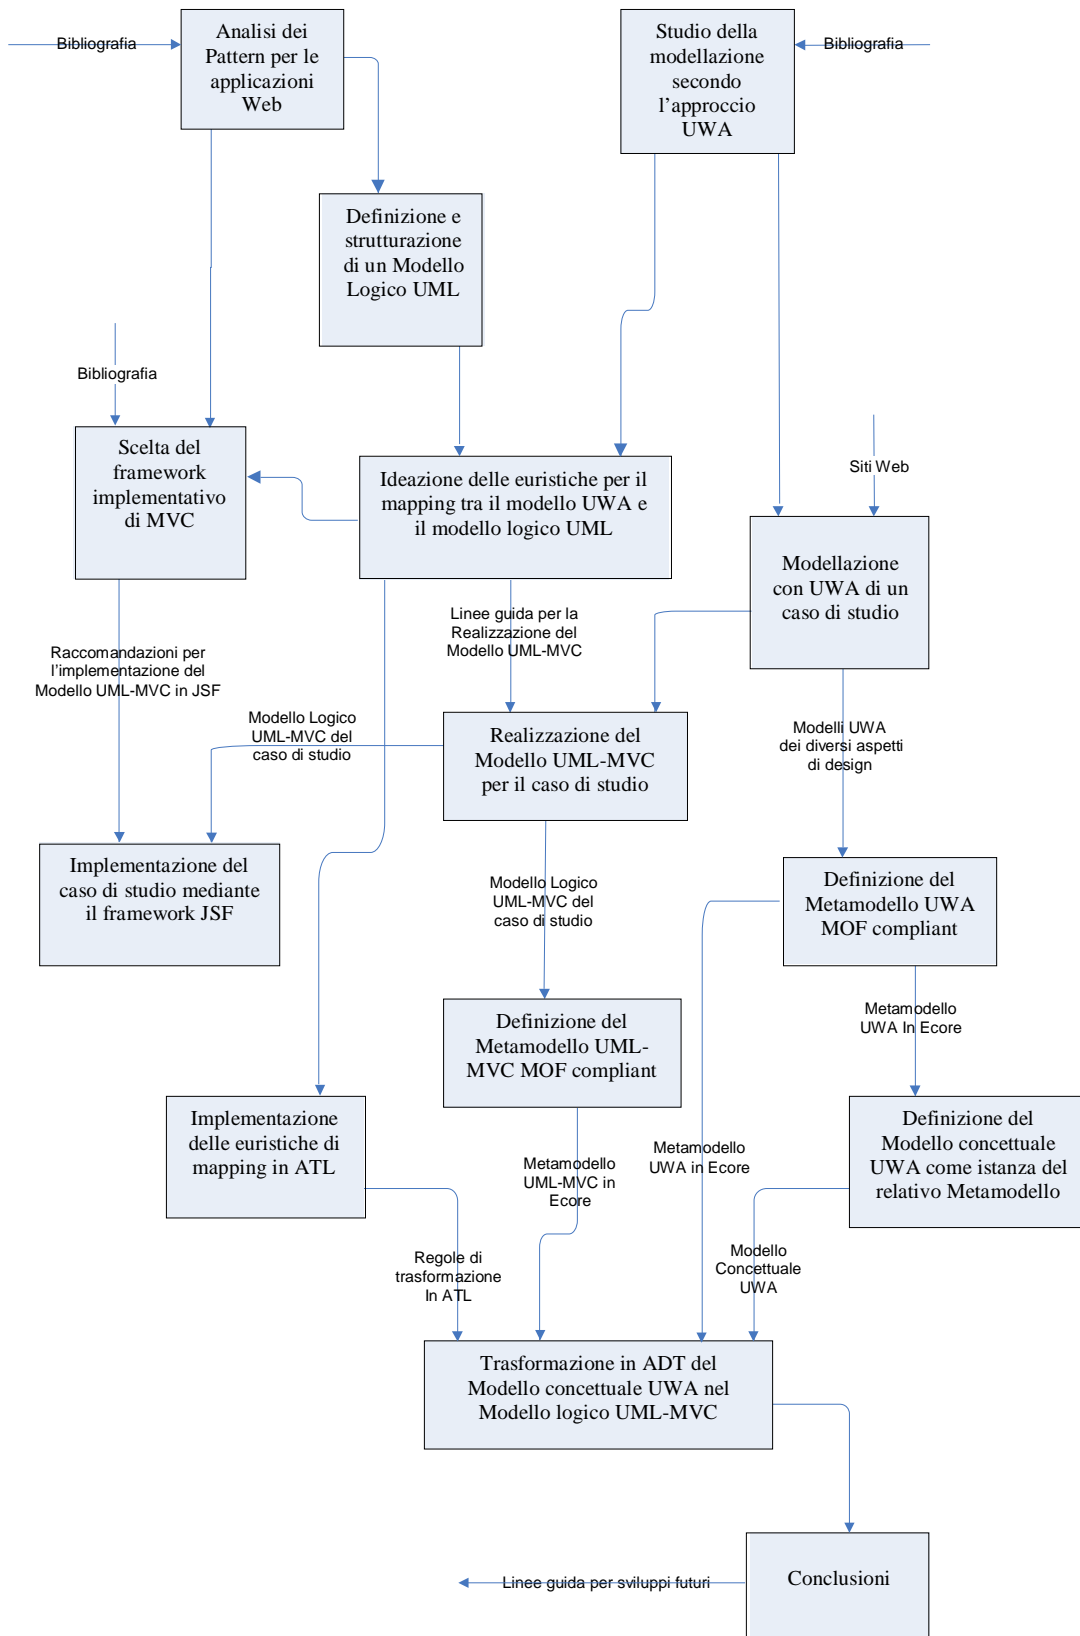 Bibliografia
Analisi dei
Pattern per le
applicazioni
Web
Studio della
modellazione
secondo
l’approccio
UWA
Bibliografia
Definizione e
strutturazione
di un Modello
Logico UML
Bibliografia
Scelta del
framework
implementativo
di MVC
Ideazione delle euristiche per il
mapping tra il modello UWA e
il modello logico UML
Siti Web
Modellazione
con UWA di un
caso di studio
Linee guida per la
Realizzazione del
Modello UML-MVC
Raccomandazioni per
l’implementazione del
Modello UML-MVC in JSF
Modello Logico
UML-MVC del
caso di studio
Realizzazione del
Modello UML-MVC
per il caso di studio
Modelli UWA
dei diversi aspetti
di design
Implementazione del
caso di studio mediante
il framework JSF
Modello Logico
UML-MVC del
caso di studio
Definizione del
Metamodello UWA
MOF compliant
Definizione del
Metamodello UML-
MVC MOF compliant
Metamodello
UWA In Ecore
Implementazione
delle euristiche di
mapping in ATL
Metamodello
UML-MVC in
Ecore
Metamodello
UWA in Ecore
Definizione del
Modello concettuale
UWA come istanza del
relativo Metamodello
Regole di
trasformazione
In ATL
Modello
Concettuale
UWA
Trasformazione in ADT del
Modello concettuale UWA nel
Modello logico UML-MVC
Linee guida per sviluppi futuri
Conclusioni